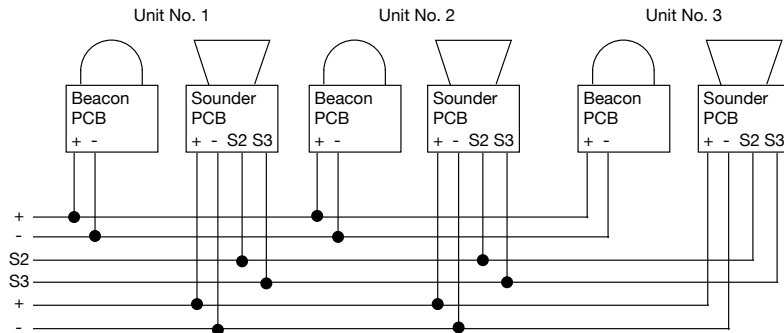 Unit No. 1 Unit No. 2 Unit No. 3
Beacon PCB + -
Sounder PCB + - S2 S3
Beacon PCB + -
Sounder PCB + - S2 S3
Beacon PCB + -
Sounder PCB + - S2 S3
+
-
S2
S3
+
-